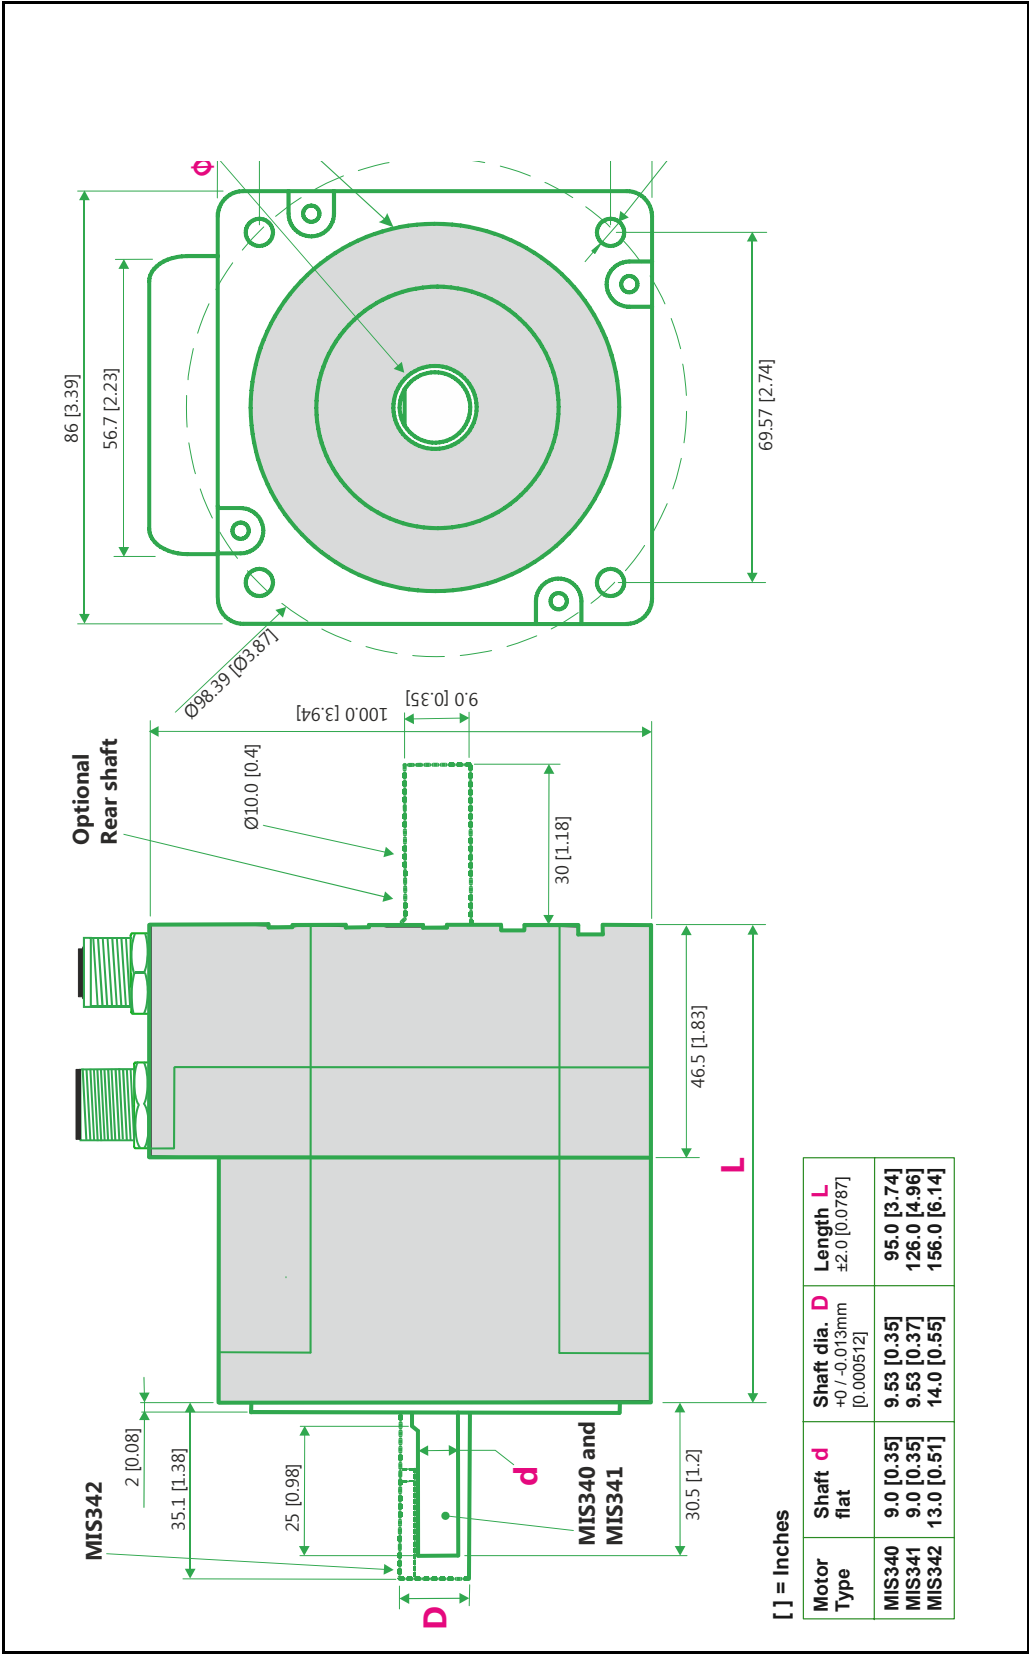 MIS342
2 [0.08]
35.1 [1.38]
25 [0.98]
D
d
MIS340 and
MIS341
30.5 [1.2]
Optional
Rear shaft
Ø10.0 [0.4]
100.0 [3.94]
9.0 [0.35]
30 [1.18]
46.5 [1.83]
L
86 [3.39]
56.7 [2.23]
Ø98.39 [Ø3.87]
69.57 [2.74]
[ ] = Inches
Motor Type Shaft d flat Shaft dia. D +0 / -0.013mm [0.000512] Length L ±2.0 [0.0787]
MIS340 9.0 [0.35] 9.53 [0.35] 95.0 [3.74]
MIS341 9.0 [0.35] 9.53 [0.37] 126.0 [4.96]
MIS342 13.0 [0.51] 14.0 [0.55] 156.0 [6.14]